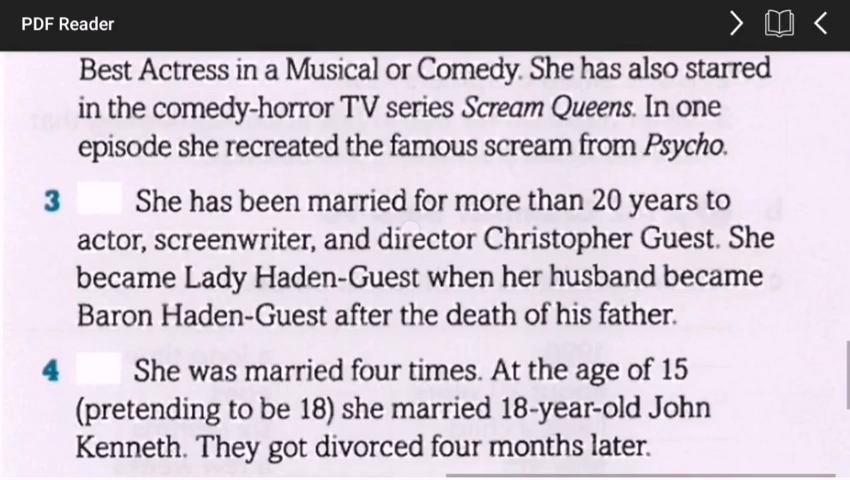 PDF Reader
Best Actress in a Musical or Comedy. She has also starred
in the comedy-horror TV series Scream Queens. In one
episode she recreated the famous scream from Psycho.
3 She has been married for more than 20 years to
actor, screenwriter, and director Christopher Guest. She
became Lady Haden-Guest when her husband became
Baron Haden-Guest after the death of his father.
4 She was married four times. At the age of 15
(pretending to be 18) she married 18-year-old John
Kenneth. They got divorced four months later.